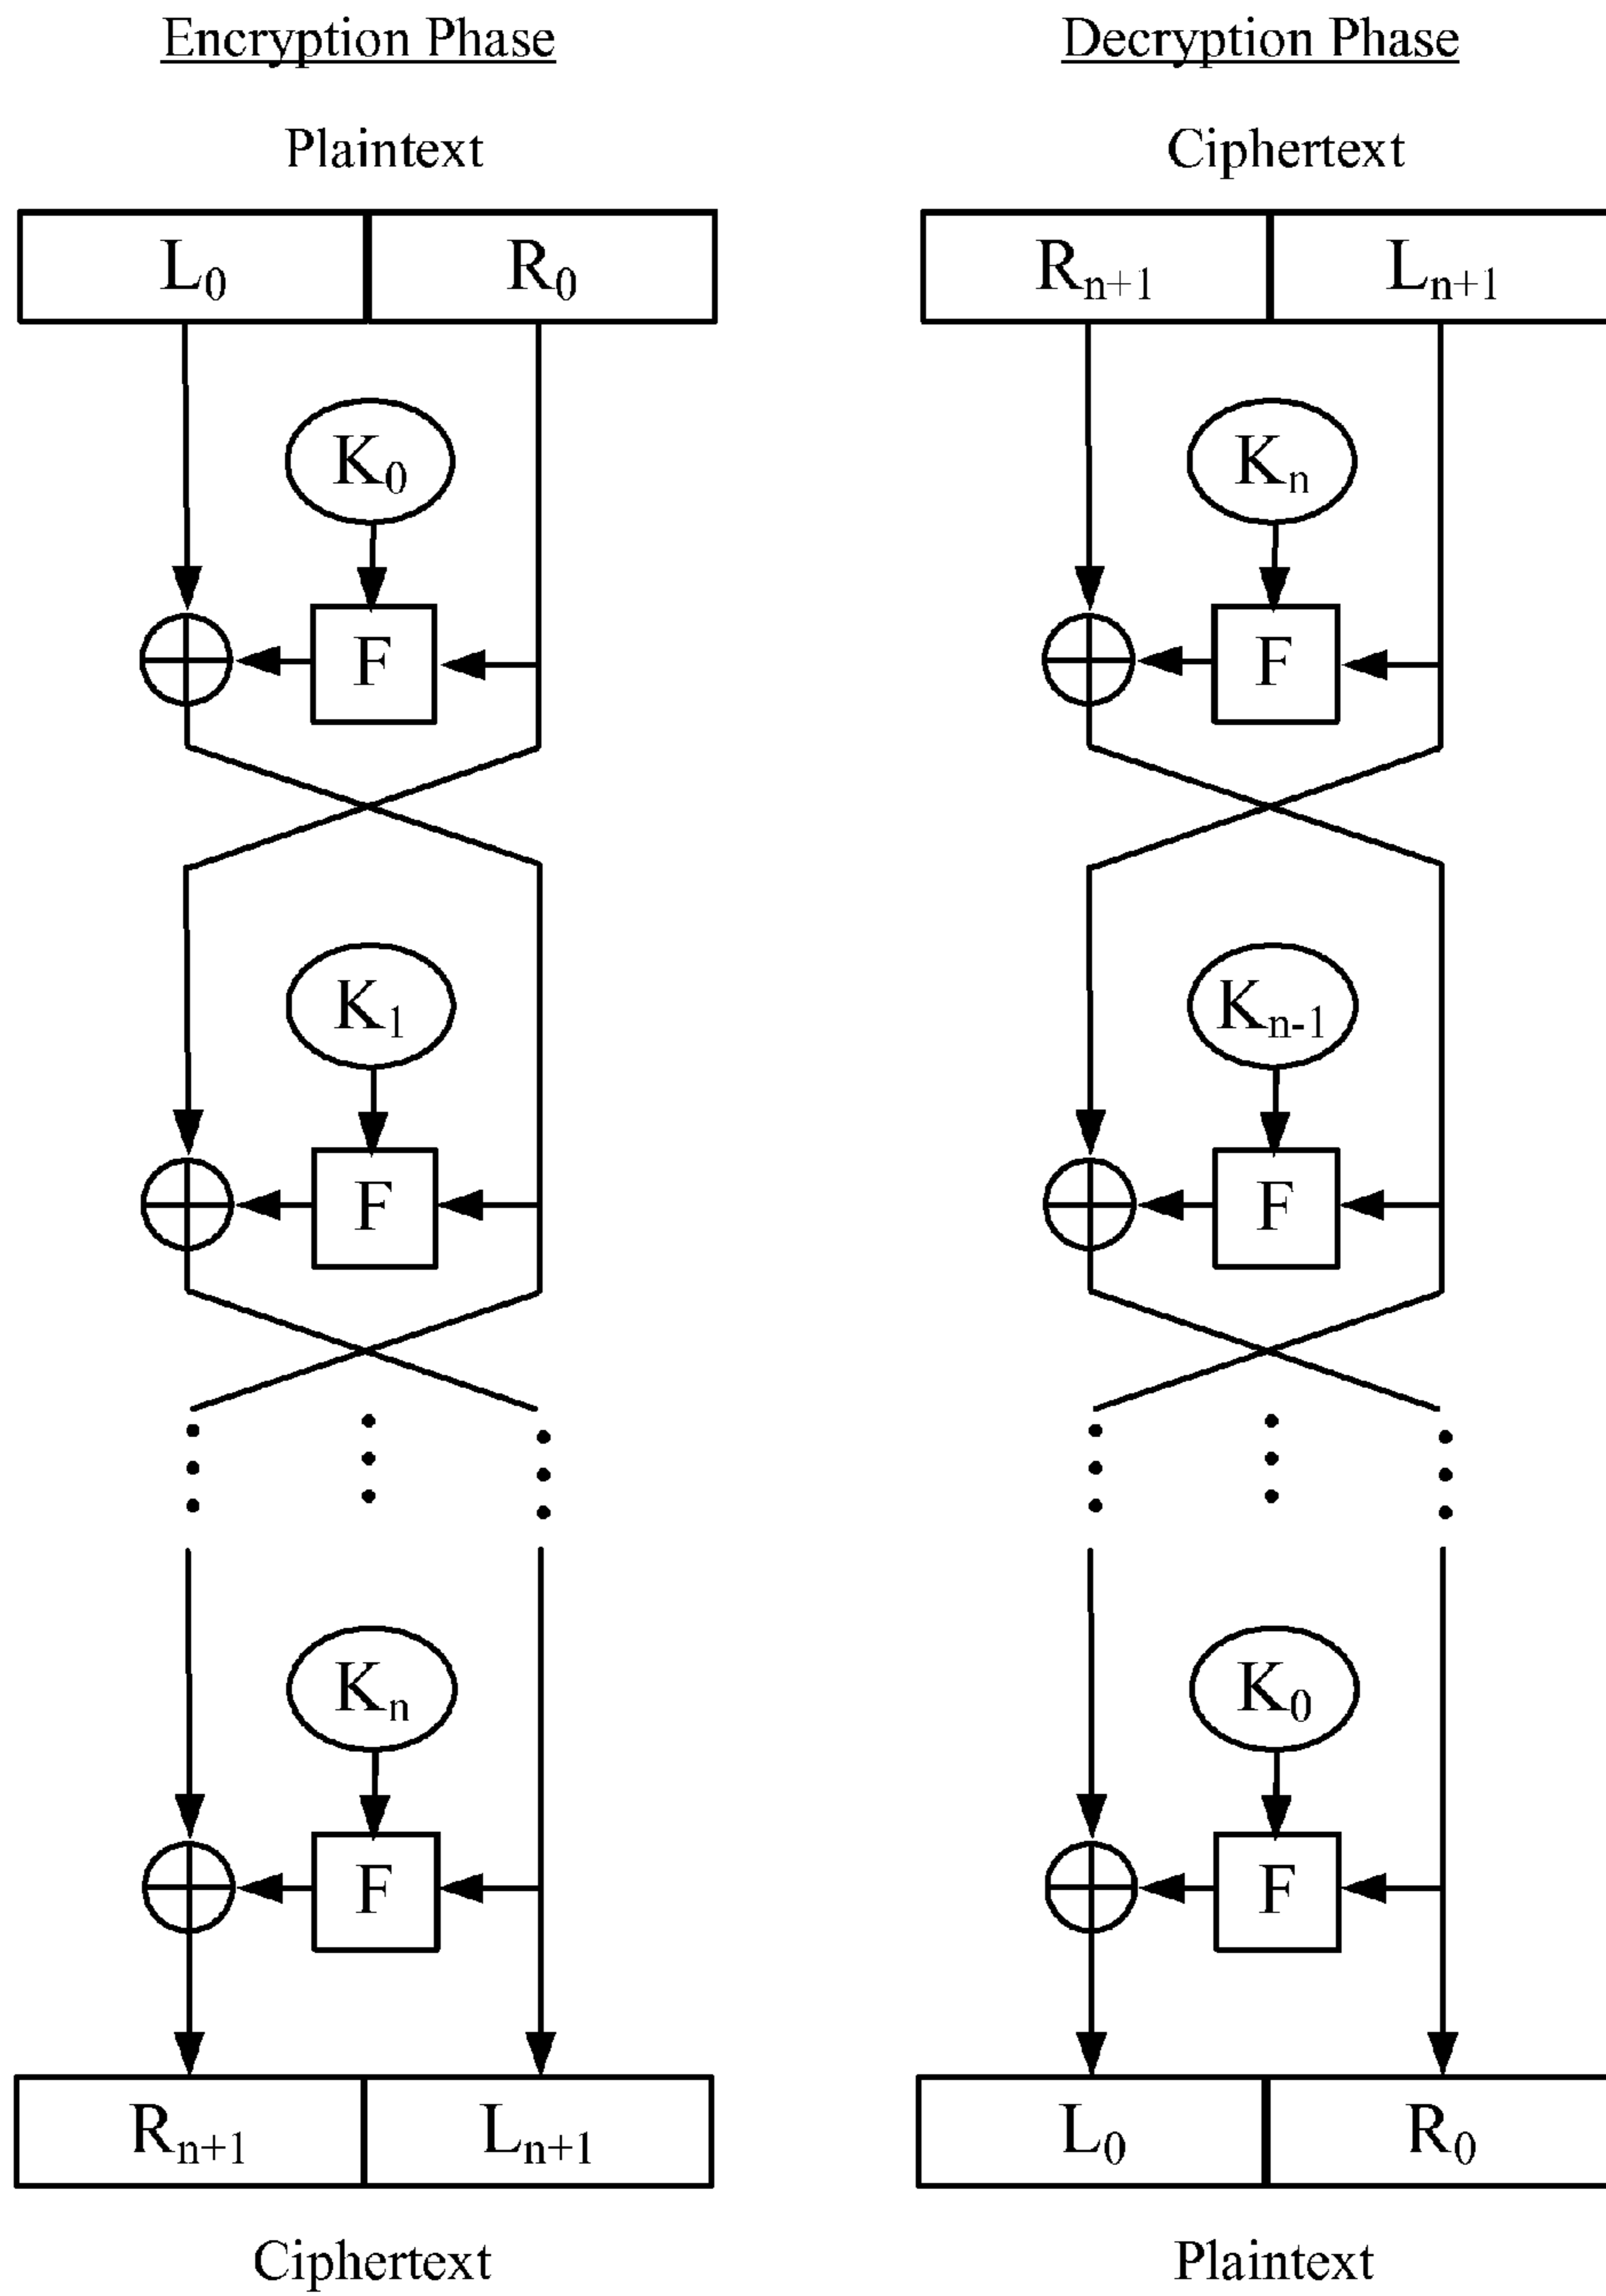 Encryption Phase
Plaintext
L₀ R₀
K₀
F
K₁
F
Kₙ
F
Rₙ₊₁ Lₙ₊₁
Ciphertext
Decryption Phase
Ciphertext
Rₙ₊₁ Lₙ₊₁
Kₙ
F
Kₙ₋₁
F
K₀
F
L₀ R₀
Plaintext